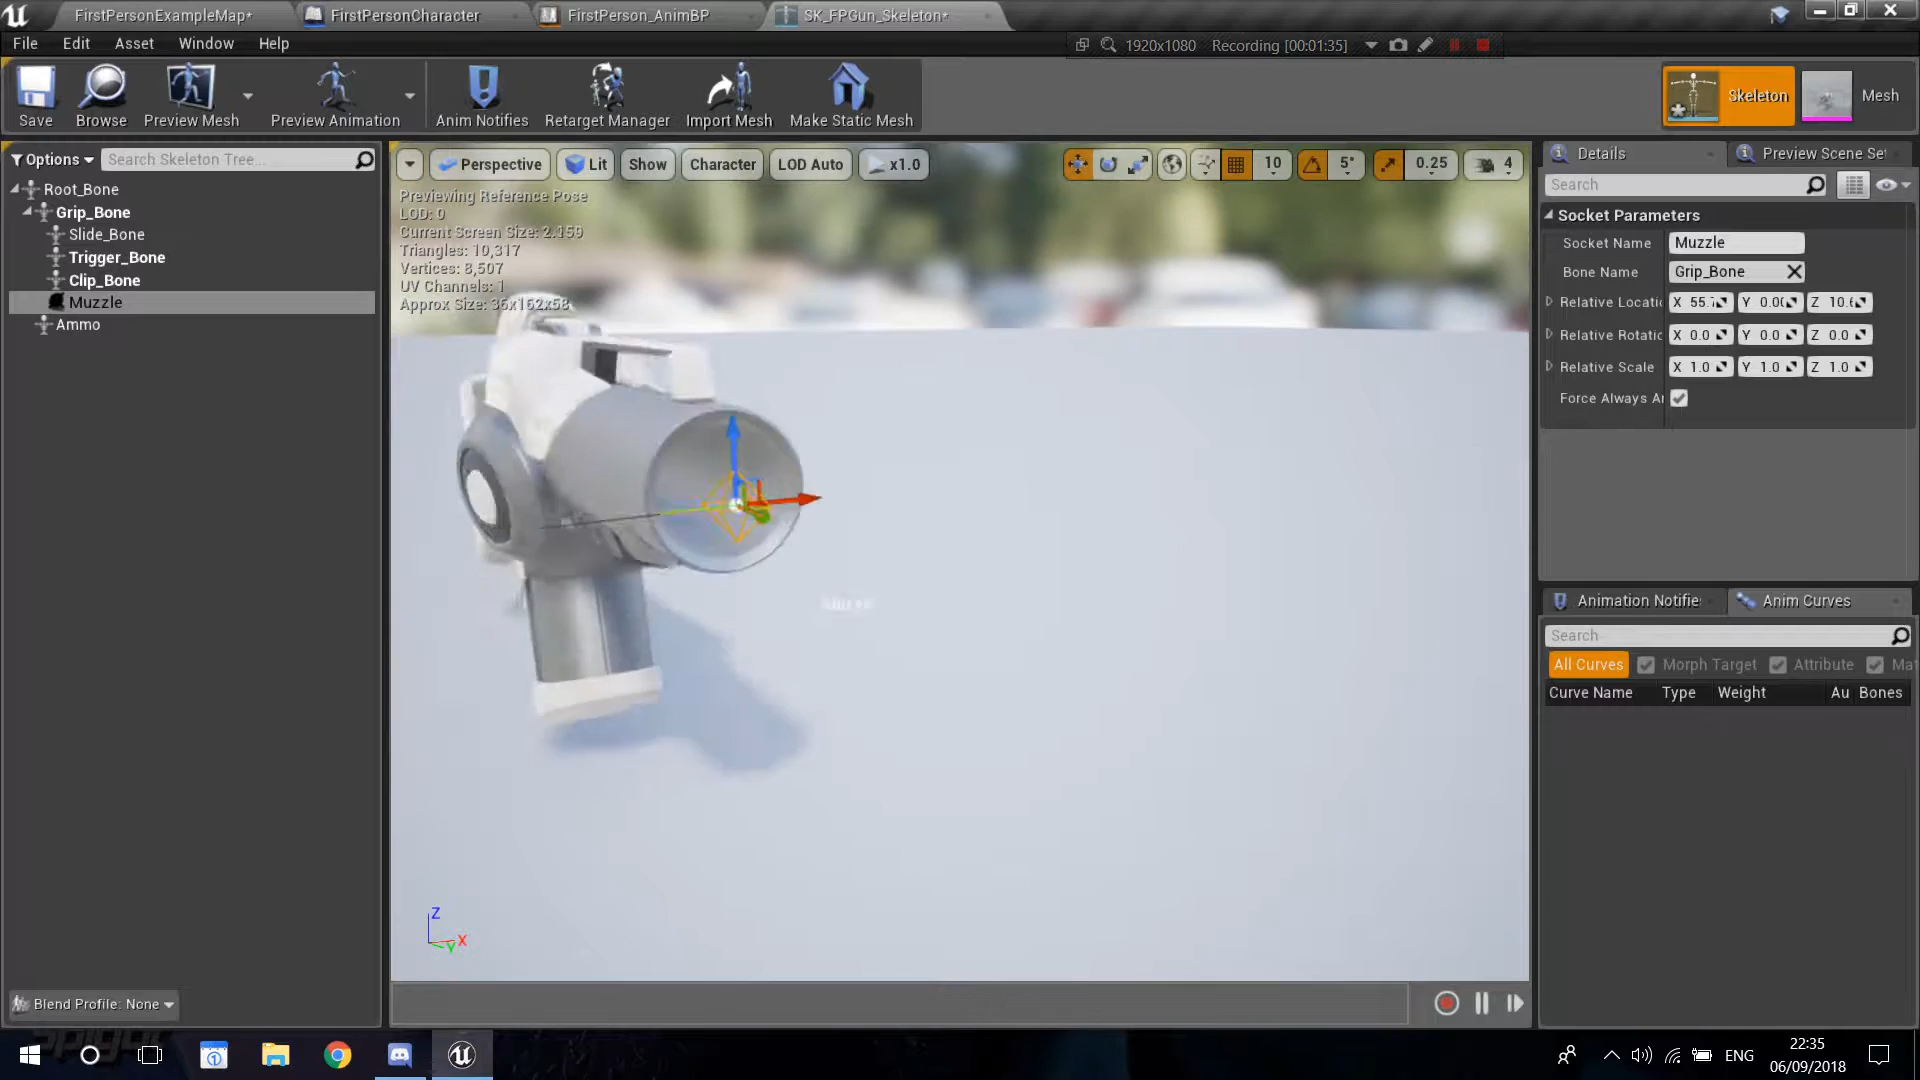 FirstPersonExampleMap*
FirstPersonCharacter
FirstPerson_AnimBP
SK_FPGun_Skeleton*
File Edit Asset Window Help
1920x1080 Recording [00:01:35]
Save Browse Preview Mesh Preview Animation Anim Notifies Retarget Manager Import Mesh Make Static Mesh
Skeleton Mesh
Options Search Skeleton Tree...
Root_Bone
Grip_Bone
Slide_Bone
Trigger_Bone
Clip_Bone
Muzzle
Ammo
Blend Profile: None
Perspective Lit Show Character LOD Auto x1.0 10 5° 0.25 4
Previewing Reference Pose
LOD: 0
Current Screen Size: 2.159
Triangles: 10,317
Vertices: 8,507
UV Channels: 1
Approx Size: 36x162x58
Z
X
Y
Details Preview Scene Set
Search
Socket Parameters
Socket Name Muzzle
Bone Name Grip_Bone
Relative Locatic X 55.7 Y 0.00 Z 10.6
Relative Rotatic X 0.0 Y 0.0 Z 0.0
Relative Scale X 1.0 Y 1.0 Z 1.0
Force Always Ar
Animation Notifie Anim Curves
Search
All Curves Morph Target Attribute Mat
Curve Name Type Weight Au Bones
ENG
22:35
06/09/2018